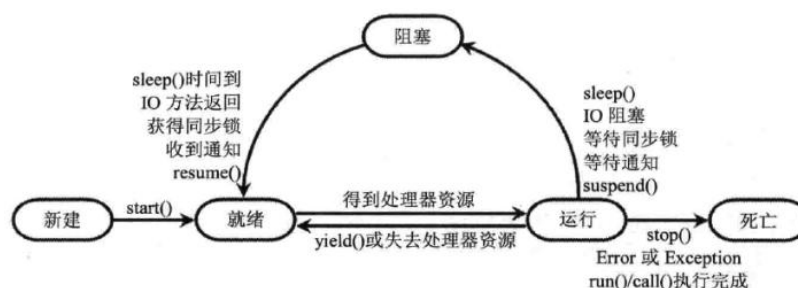 阻塞
sleep()时间到
IO 方法返回
获得同步锁
收到通知
resume()
sleep()
IO 阻塞
等待同步锁
等待通知
suspend()
新建
start()
就绪
得到处理器资源
yield()或失去处理器资源
运行
stop()
Error 或 Exception
run()/call()执行完成
死亡